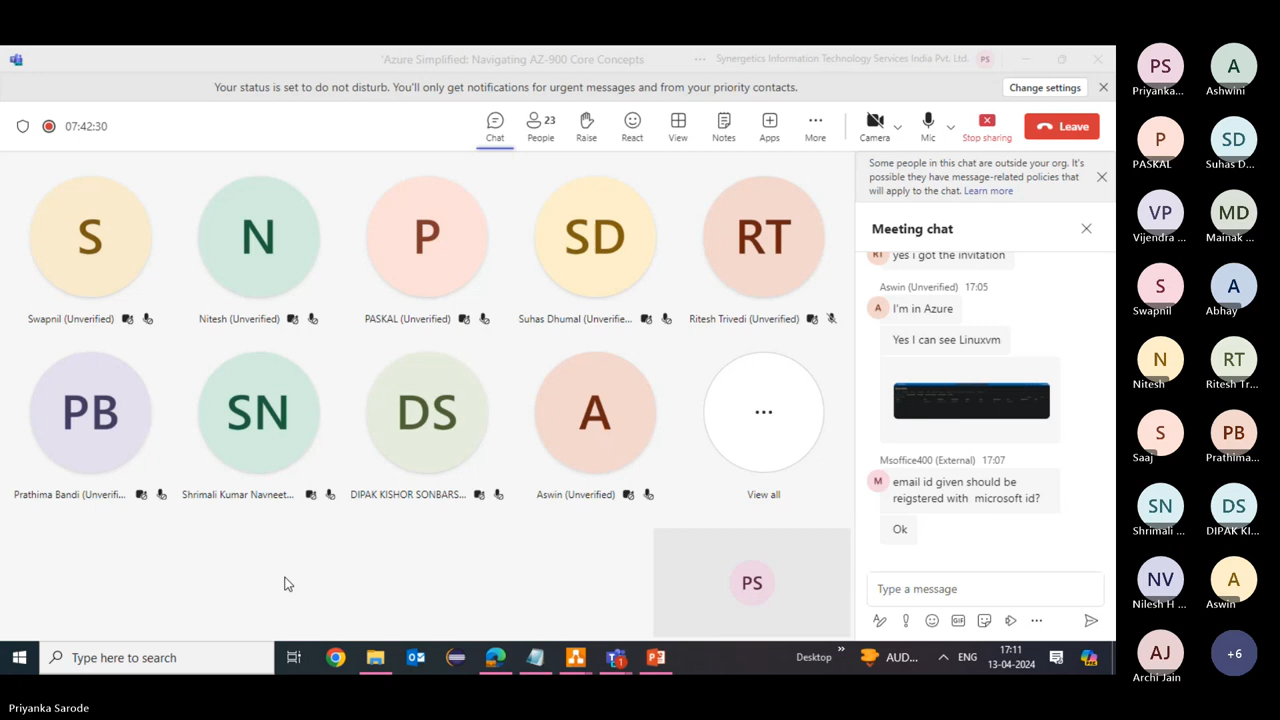 'Azure Simplified: Navigating AZ-900 Core Concepts
Synergetics Information Technology Services India Pvt. Ltd.
PS
Your status is set to do not disturb. You'll only get notifications for urgent messages and from your priority contacts.
Change settings
07:42:30
Chat
23
People
Raise
React
View
Notes
Apps
More
Camera
Mic
Stop sharing
Leave
S
Swapnil (Unverified)
N
Nitesh (Unverified)
P
PASKAL (Unverified)
SD
Suhas Dhumal (Unverifie...
RT
Ritesh Trivedi (Unverified)
PB
Prathima Bandi (Unverifi...
SN
Shrimali Kumar Navneet...
DS
DIPAK KISHOR SONBARS...
A
Aswin (Unverified)
...
View all
PS
Some people in this chat are outside your org. It's
possible they have message-related policies that
will apply to the chat. Learn more
Meeting chat
RT
yes i got the invitation
Aswin (Unverified) 17:05
A
I'm in Azure
Yes I can see Linuxvm
Msoffice400 (External) 17:07
M
email id given should be
reigstered with microsoft id?
Ok
Type a message
GIF
Type here to search
1
Desktop
AUD...
ENG
17:11
13-04-2024
PS
Priyanka...
A
Ashwini
P
PASKAL
SD
Suhas D...
VP
Vijendra ...
MD
Mainak ...
S
Swapnil
A
Abhay
N
Nitesh
RT
Ritesh Tr...
S
Saaj
PB
Prathima...
SN
Shrimali ...
DS
DIPAK KI...
NV
Nilesh H ...
A
Aswin
AJ
Archi Jain
+6
Priyanka Sarode